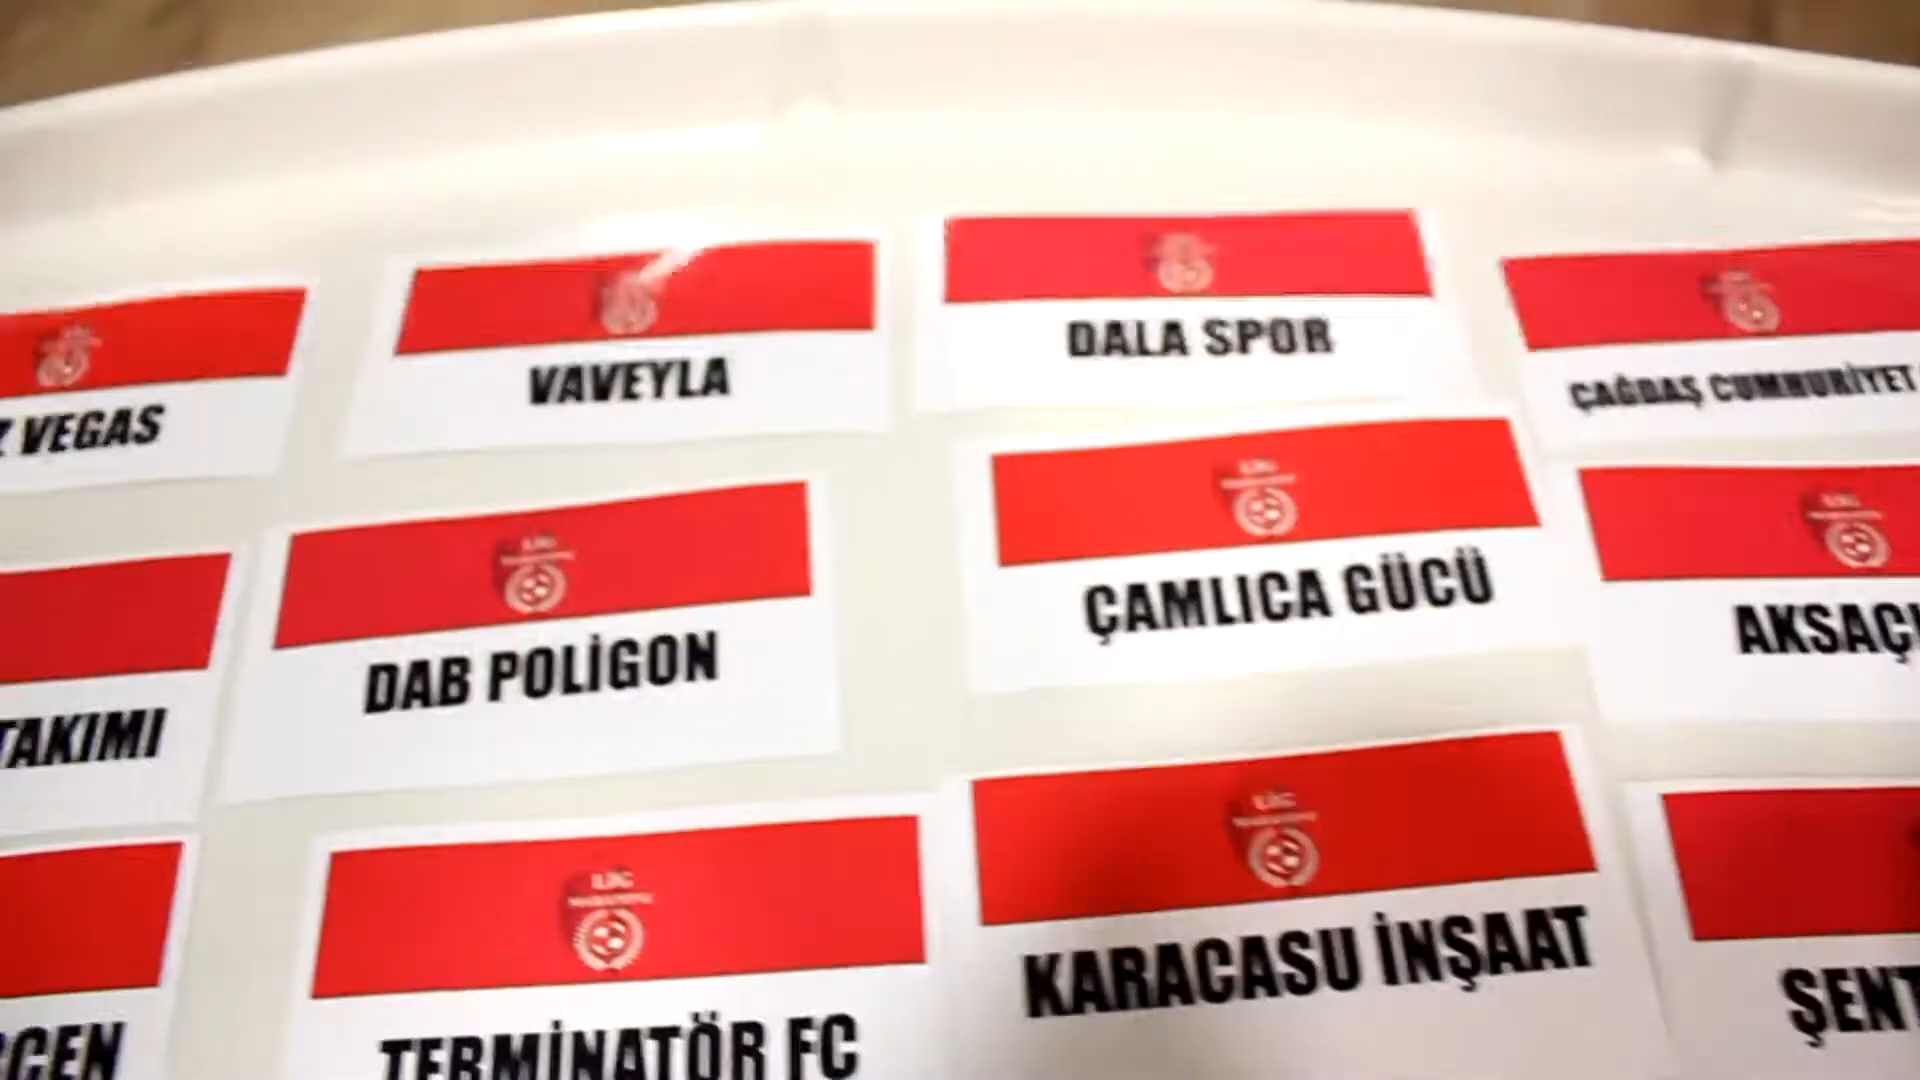 VEGAS
VAVEYLA
DALA SPOR
ÇAĞDAŞ CUMHURİYET
DAB POLİGON
ÇAMLICA GÜCÜ
TAKIMI
TERMİNATÖR FC
KARACASU İNŞAAT